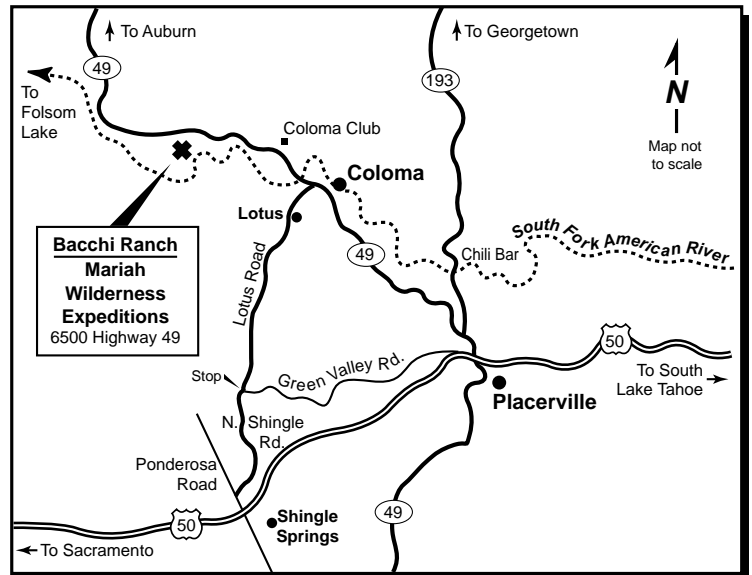 To Auburn
To Georgetown
49
193
To
Folsom
Lake
N
Map not
to scale
Coloma Club
Coloma
Lotus
South Fork American River
Chili Bar
Bacchi Ranch
Mariah
Wilderness
Expeditions
6500 Highway 49
Lotus Road
49
50
To South
Lake Tahoe
Stop
Green Valley Rd.
Placerville
N. Shingle
Rd.
Ponderosa
Road
50
Shingle
Springs
49
To Sacramento